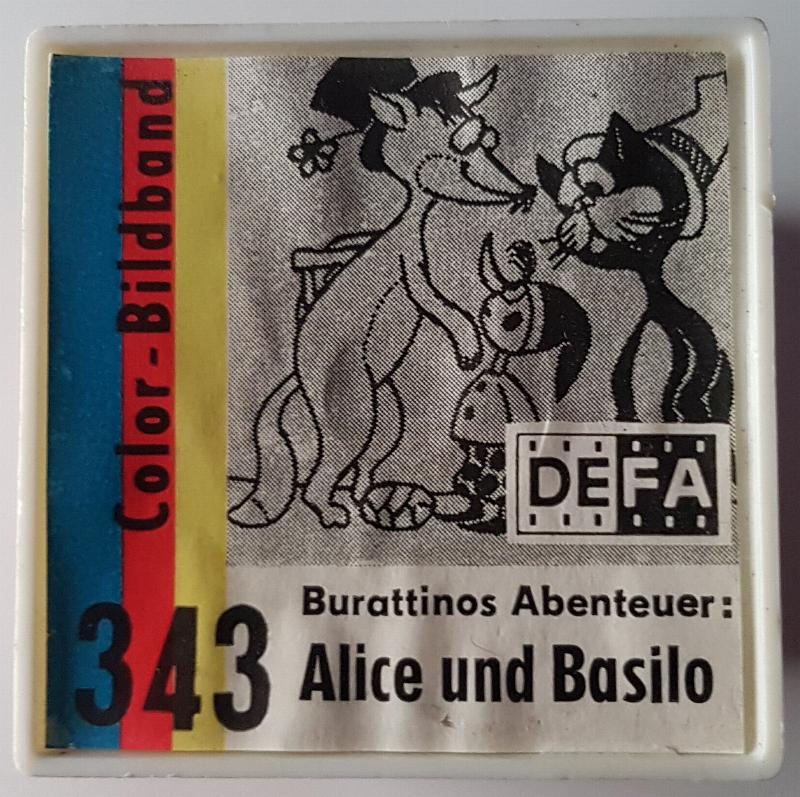 Color-Bildband
DEFA
343
Burattinos Abenteuer:
Alice und Basilo